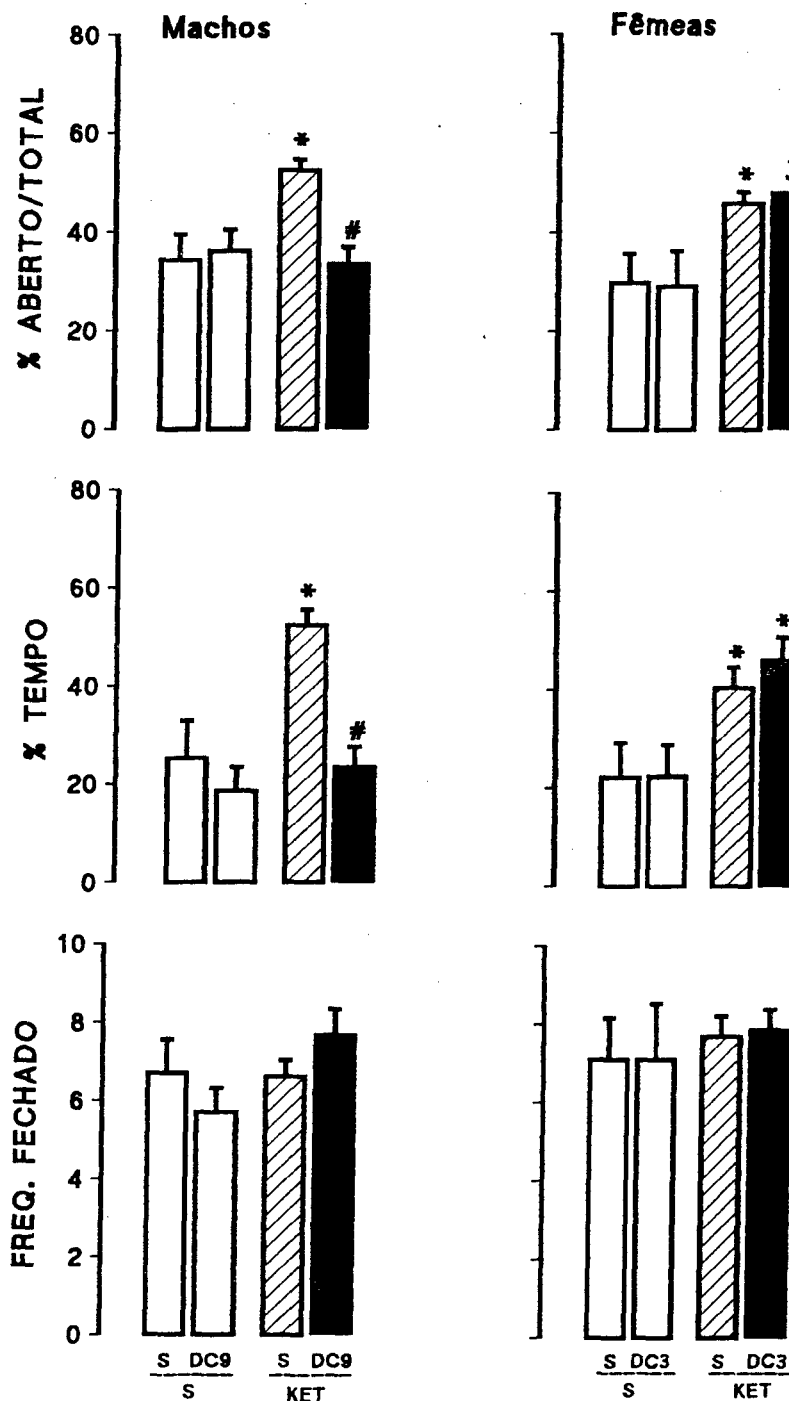 Machos
Fêmeas
% ABERTO/TOTAL
80
60
40
20
0
*
#
*
% TEMPO
80
60
40
20
0
*
#
*
*
FREQ. FECHADO
10
8
6
4
2
0
S DC9 S DC9
S KET
S DC3 S DC3
S KET